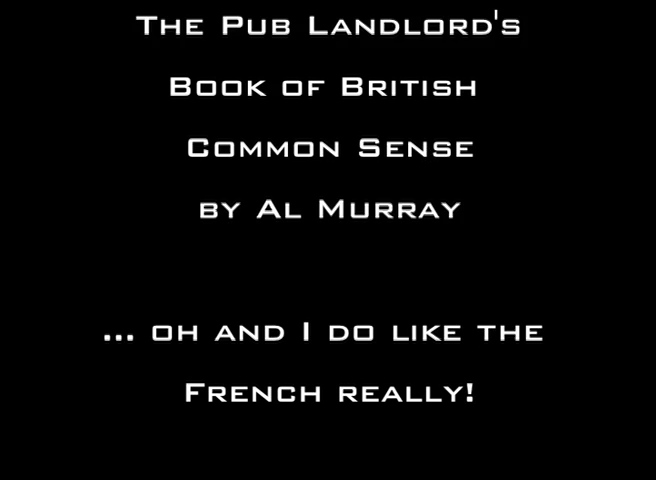 The Pub Landlord's
Book of British
Common Sense
by Al Murray
... oh and I do like the
French really!